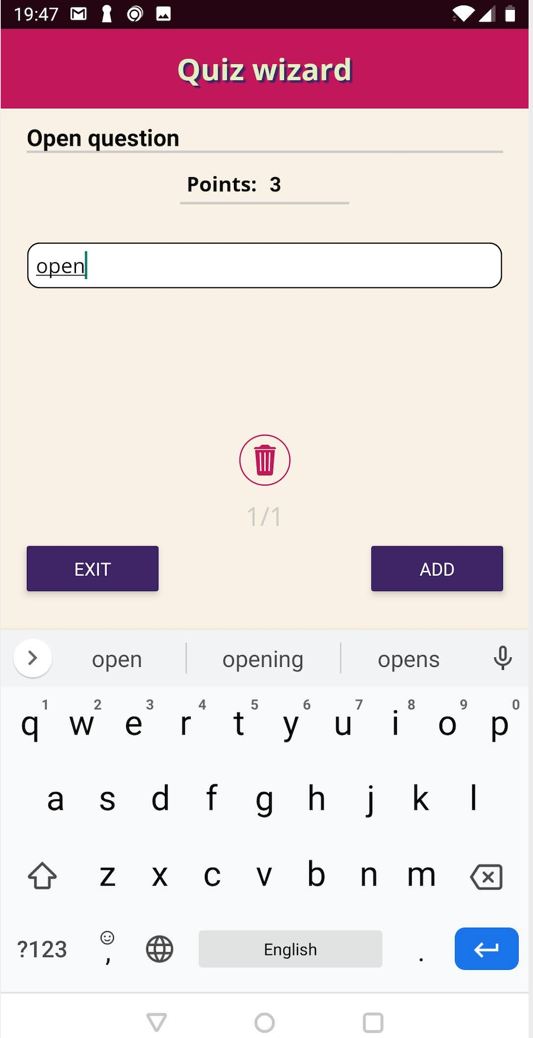 19:47
Quiz wizard
Open question
Points: 3
open
1/1
EXIT ADD
open opening opens
1 2 3 4 5 6 7 8 9 0
q w e r t y u i o p
a s d f g h j k l
z x c v b n m
?123 , English .